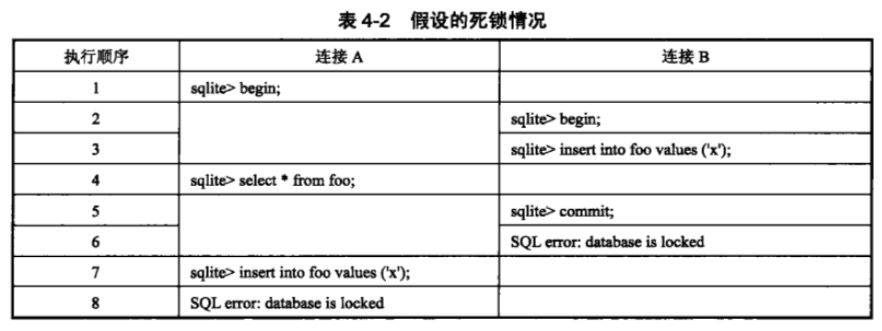 表 4-2 假设的死锁情况
执行顺序 连接 A 连接 B
1 sqlite> begin;
2 sqlite> begin;
3 sqlite> insert into foo values ('x');
4 sqlite> select * from foo;
5 sqlite> commit;
6 SQL error: database is locked
7 sqlite> insert into foo values ('x');
8 SQL error: database is locked